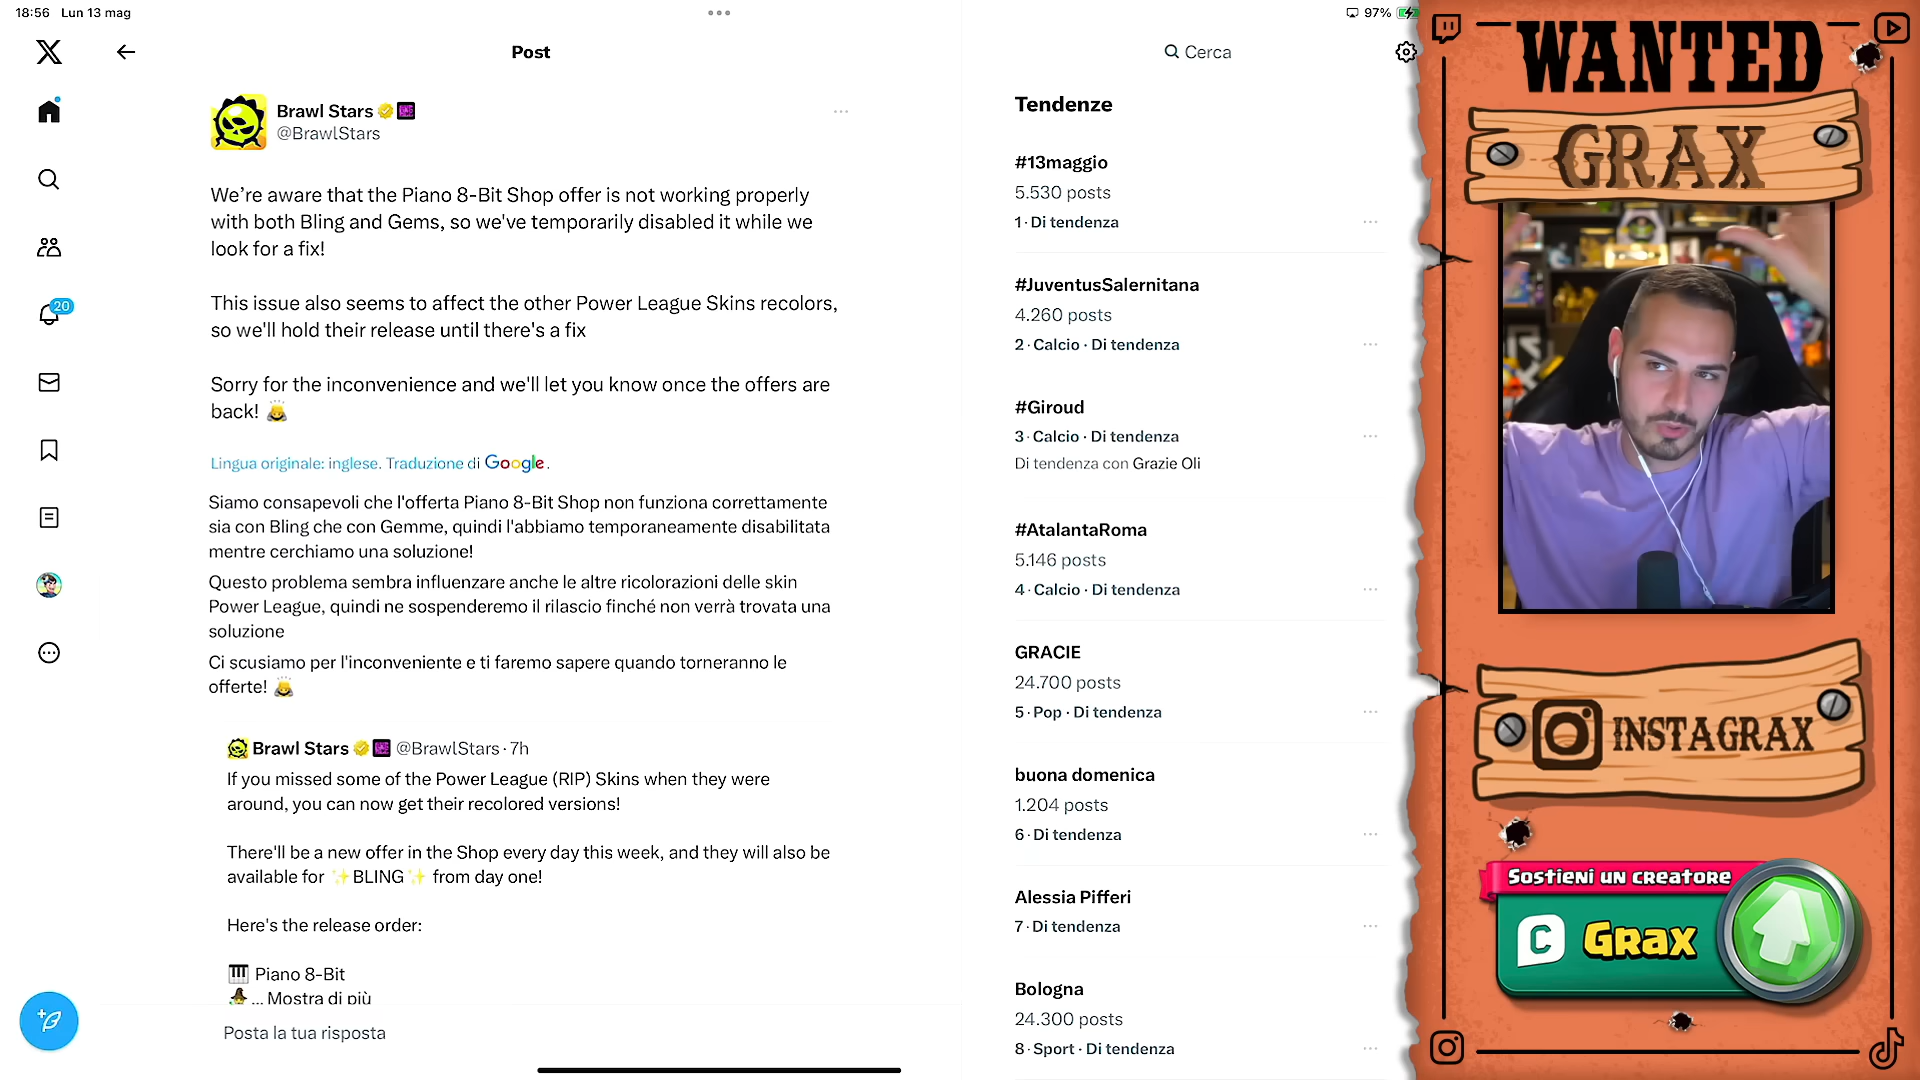 18:56 Lun 13 mag
97%
Post
Cerca
Brawl Stars
@BrawlStars
We're aware that the Piano 8-Bit Shop offer is not working properly
with both Bling and Gems, so we've temporarily disabled it while we
look for a fix!
This issue also seems to affect the other Power League Skins recolors,
so we'll hold their release until there's a fix
Sorry for the inconvenience and we'll let you know once the offers are
back!
Lingua originale: inglese. Traduzione di Google.
Siamo consapevoli che l'offerta Piano 8-Bit Shop non funziona correttamente
sia con Bling che con Gemme, quindi l'abbiamo temporaneamente disabilitata
mentre cerchiamo una soluzione!
Questo problema sembra influenzare anche le altre ricolorazioni delle skin
Power League, quindi ne sospenderemo il rilascio finché non verrà trovata una
soluzione
Ci scusiamo per l'inconveniente e ti faremo sapere quando torneranno le
offerte!
Brawl Stars @BrawlStars · 7h
If you missed some of the Power League (RIP) Skins when they were
around, you can now get their recolored versions!
There'll be a new offer in the Shop every day this week, and they will also be
available for ✨BLING✨ from day one!
Here's the release order:
🎹 Piano 8-Bit
... Mostra di più
Posta la tua risposta
20
Tendenze
#13maggio
5.530 posts
1 · Di tendenza
#JuventusSalernitana
4.260 posts
2 · Calcio · Di tendenza
#Giroud
3 · Calcio · Di tendenza
Di tendenza con Grazie Oli
#AtalantaRoma
5.146 posts
4 · Calcio · Di tendenza
GRACIE
24.700 posts
5 · Pop · Di tendenza
buona domenica
1.204 posts
6 · Di tendenza
Alessia Pifferi
7 · Di tendenza
Bologna
24.300 posts
8 · Sport · Di tendenza
WANTED
GRAX
INSTAGRAX
Sostieni un creatore
C Grax